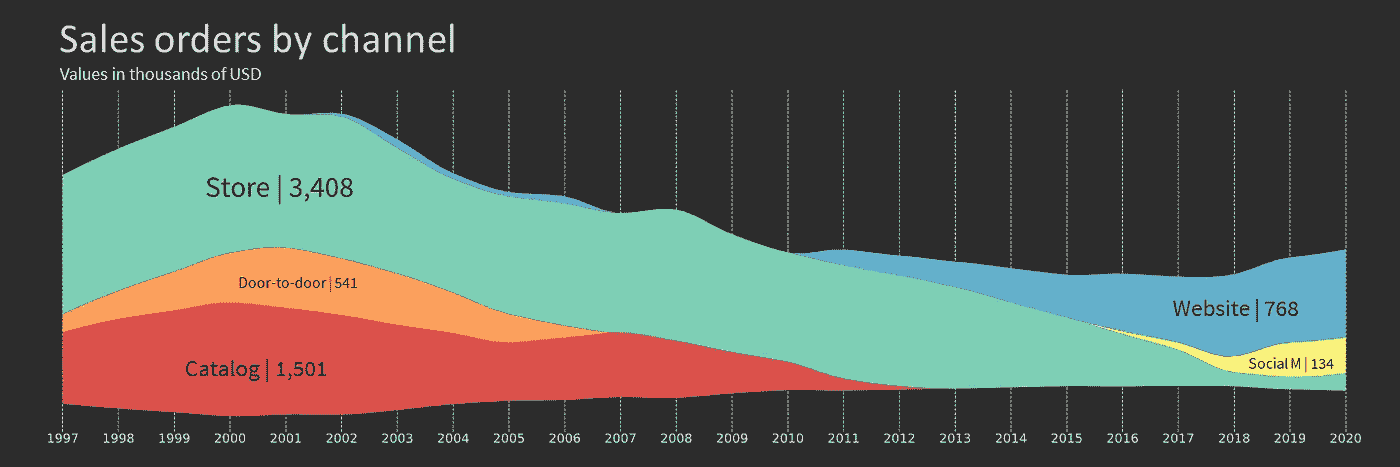 Sales orders by channel
Values in thousands of USD
Store | 3,408
Door-to-door | 541
Catalog | 1,501
Website | 768
Social M | 134
1997 1998 1999 2000 2001 2002 2003 2004 2005 2006 2007 2008 2009 2010 2011 2012 2013 2014 2015 2016 2017 2018 2019 2020